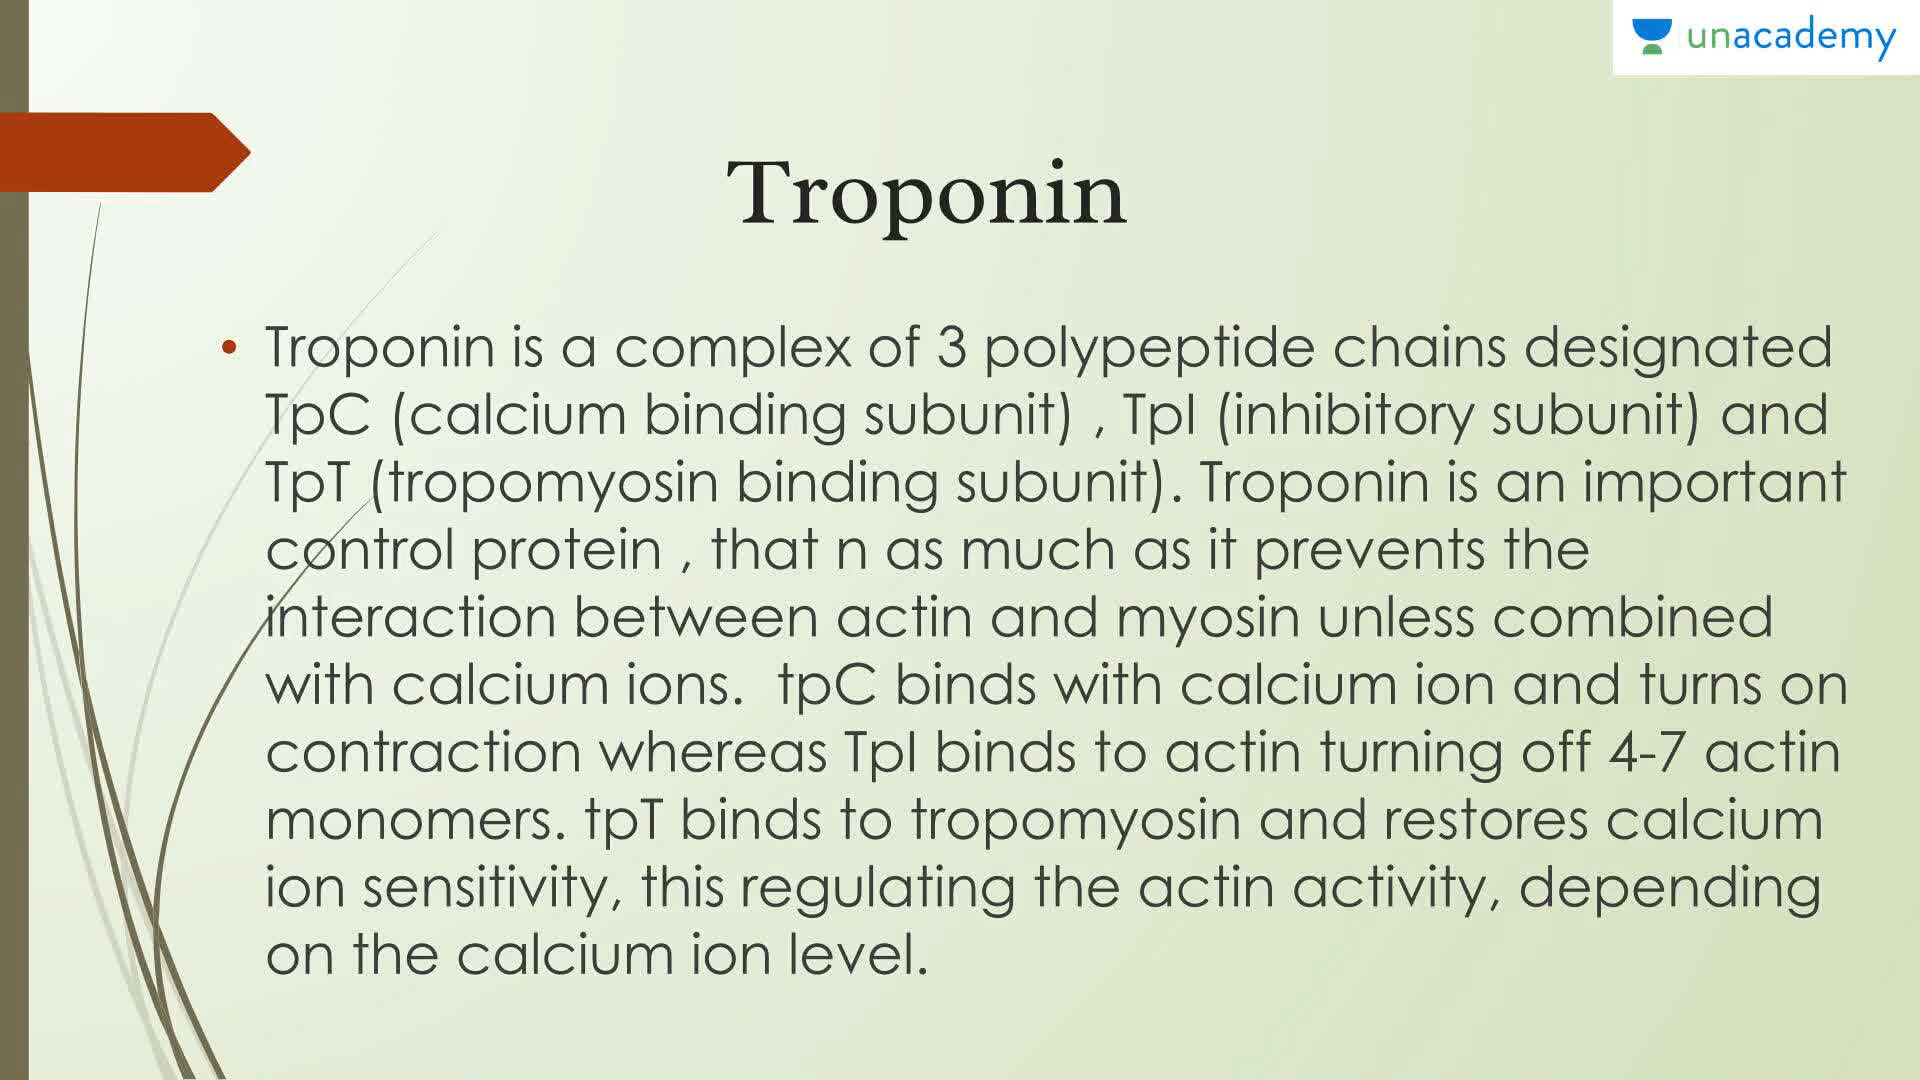 unacademy
Troponin
• Troponin is a complex of 3 polypeptide chains designated
TpC (calcium binding subunit) , TpI (inhibitory subunit) and
TpT (tropomyosin binding subunit). Troponin is an important
control protein , that n as much as it prevents the
interaction between actin and myosin unless combined
with calcium ions.  tpC binds with calcium ion and turns on
contraction whereas TpI binds to actin turning off 4-7 actin
monomers. tpT binds to tropomyosin and restores calcium
ion sensitivity, this regulating the actin activity, depending
on the calcium ion level.